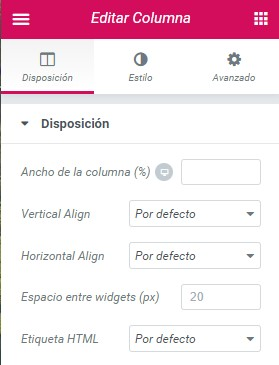 Editar Columna
Disposición Estilo Avanzado
Disposición
Ancho de la columna (%)
Vertical Align Por defecto
Horizontal Align Por defecto
Espacio entre widgets (px) 20
Etiqueta HTML Por defecto